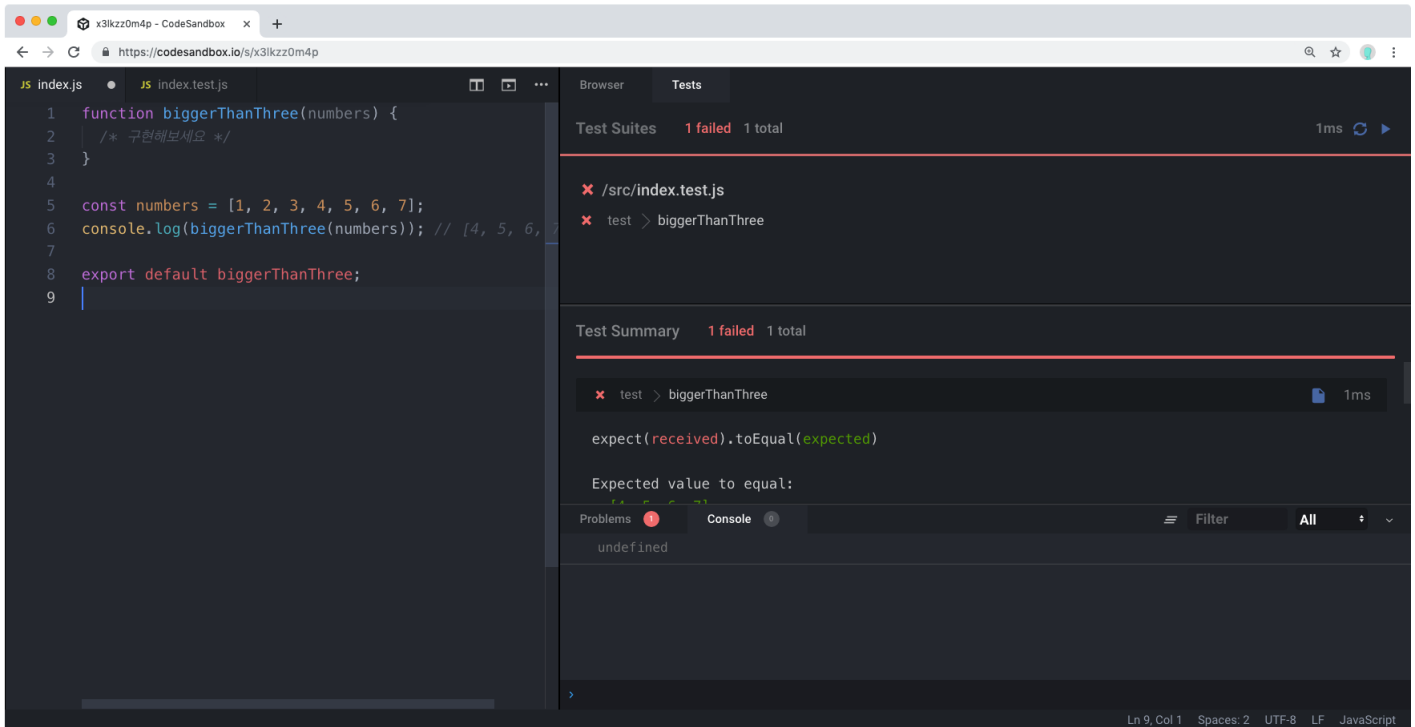 x3lkzz0m4p - CodeSandbox
https://codesandbox.io/s/x3lkzz0m4p
JS index.js
JS index.test.js
1 function biggerThanThree(numbers) {
2 /* 구현해보세요 */
3 }
4
5 const numbers = [1, 2, 3, 4, 5, 6, 7];
6 console.log(biggerThanThree(numbers)); // [4, 5, 6, 7
7
8 export default biggerThanThree;
9
Browser
Tests
Test Suites 1 failed 1 total
1ms
/src/index.test.js
test > biggerThanThree
Test Summary 1 failed 1 total
test > biggerThanThree
1ms
expect(received).toEqual(expected)
Expected value to equal:
[4, 5, 6, 7]
Problems 1
Console 0
Filter
All
undefined
›
Ln 9, Col 1 Spaces: 2 UTF-8 LF JavaScript